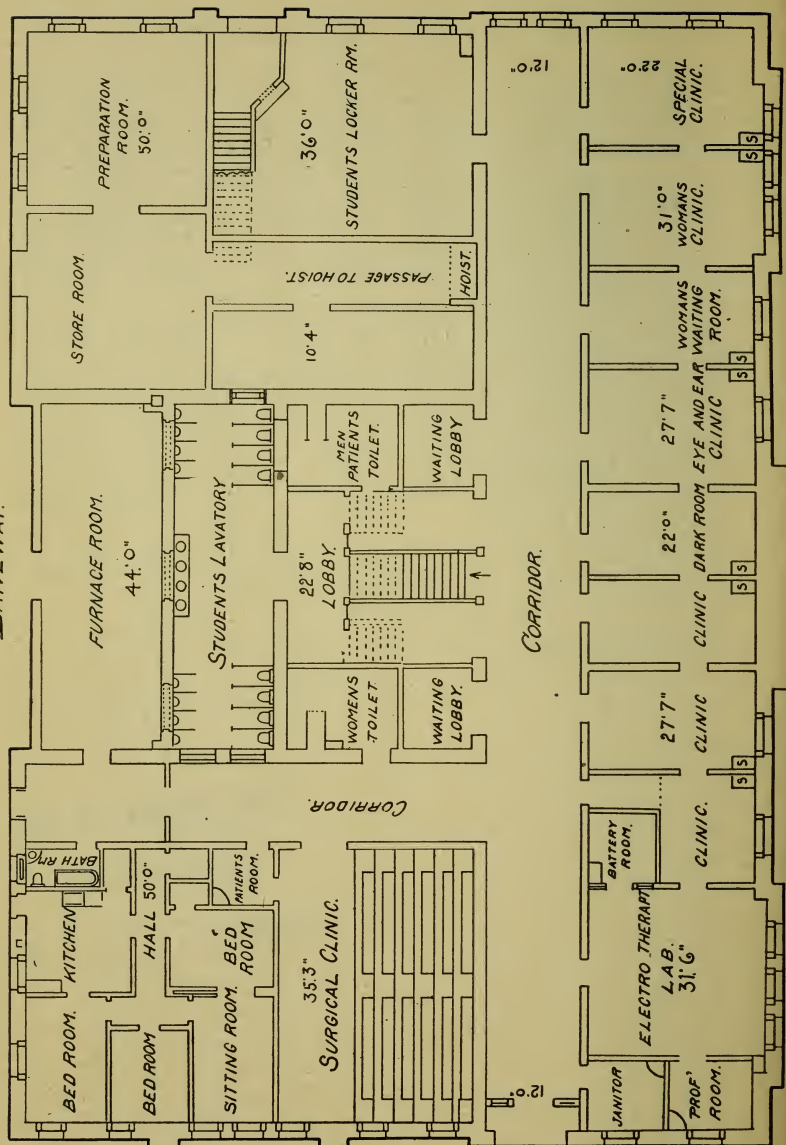 DRIVEWAY.
PREPARATION
ROOM.
50'0"
STORE ROOM.
FURNACE ROOM.
44'0"
BATH RM
KITCHEN
BED ROOM.
HALL 50'0"
BED ROOM
SITTING ROOM.
BED
ROOM
PATIENTS
ROOM.
36'0"
STUDENTS LOCKER RM.
PASSAGE TO HOIST.
HOIST.
10'4"
STUDENTS LAVATORY
MEN
PATIENTS
TOILET.
WAITING
LOBBY
22'8"
LOBBY.
WOMENS
TOILET.
WAITING
LOBBY.
CORRIDOR.
35'3"
SURGICAL CLINIC.
12'0"
CORRIDOR.
12'0"
22'0"
SPECIAL
CLINIC.
S
S
31'0"
WOMANS
CLINIC.
WOMANS
WAITING
ROOM.
S
S
27'7"
EYE AND EAR
CLINIC
22'0"
DARK ROOM
S
S
CLINIC
27'7"
CLINIC
S
S
CLINIC.
BATTERY
ROOM.
ELECTRO THERAPT
LAB.
31'6"
JANITOR
PROF'
ROOM.